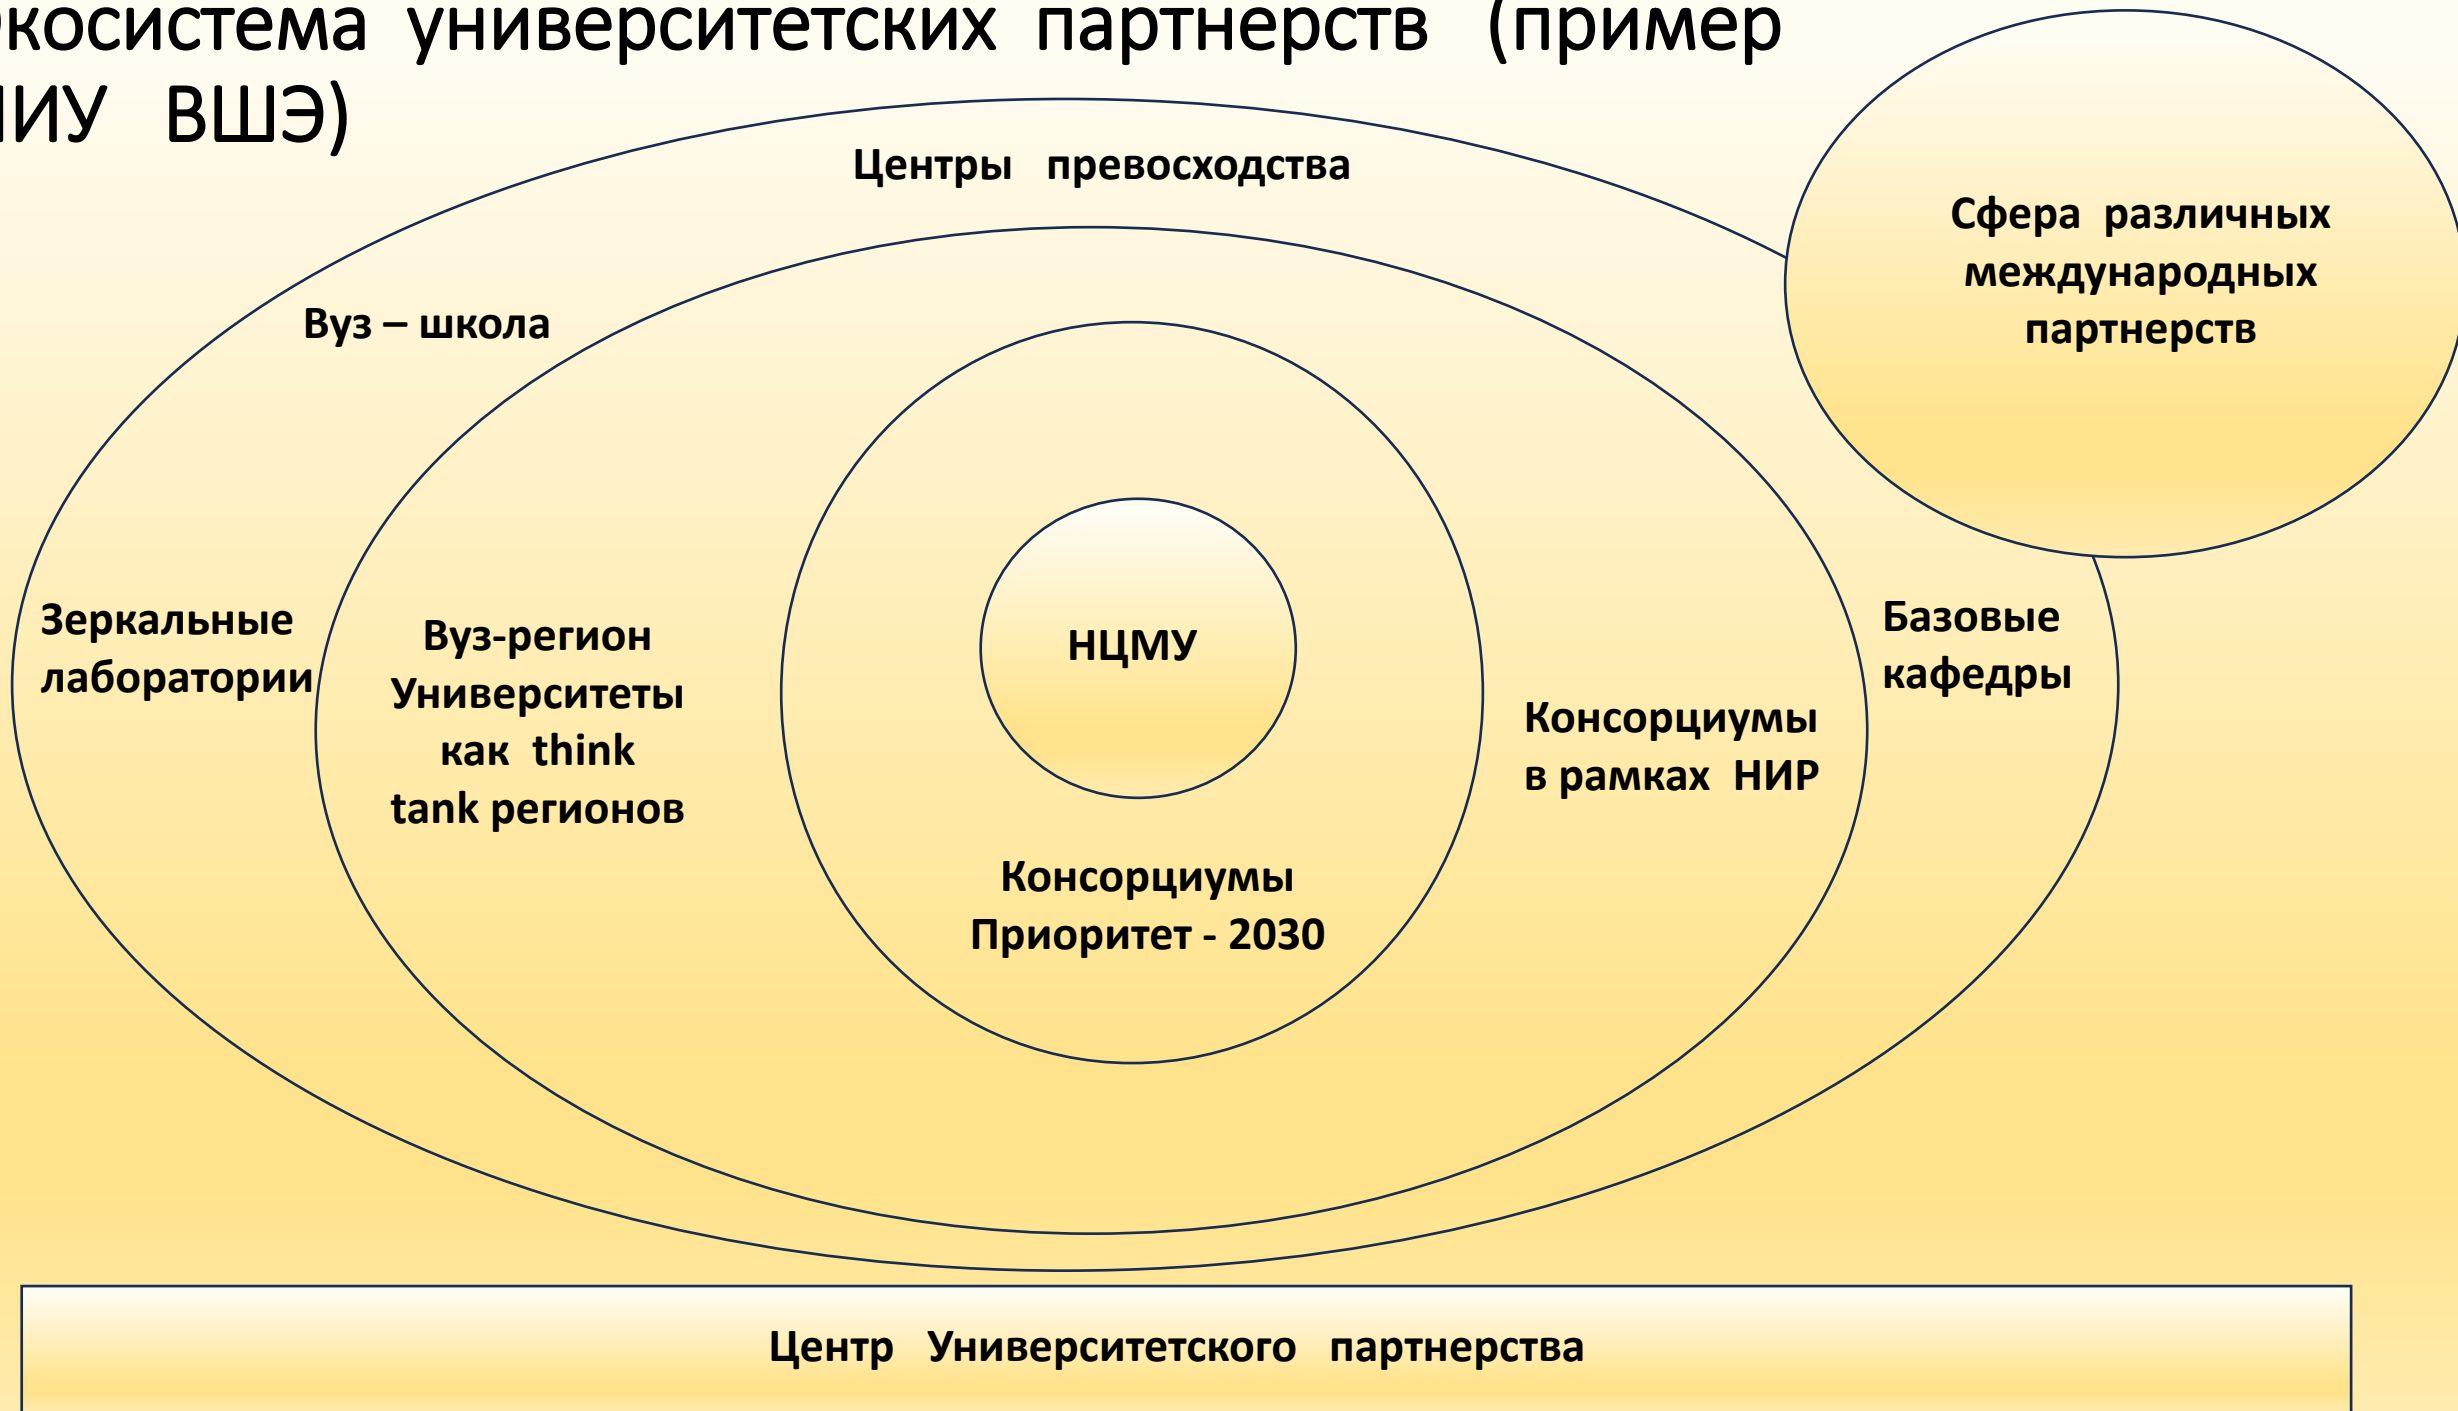 косистема университетских партнерств (пример
ИУ ВШЭ)
Центры превосходства
Сфера различных
международных
партнерств
Вуз – школа
Зеркальные
лаборатории
Вуз-регион
Университеты
как think
tank регионов
НЦМУ
Консорциумы
Приоритет - 2030
Консорциумы
в рамках НИР
Базовые
кафедры
Центр Университетского партнерства